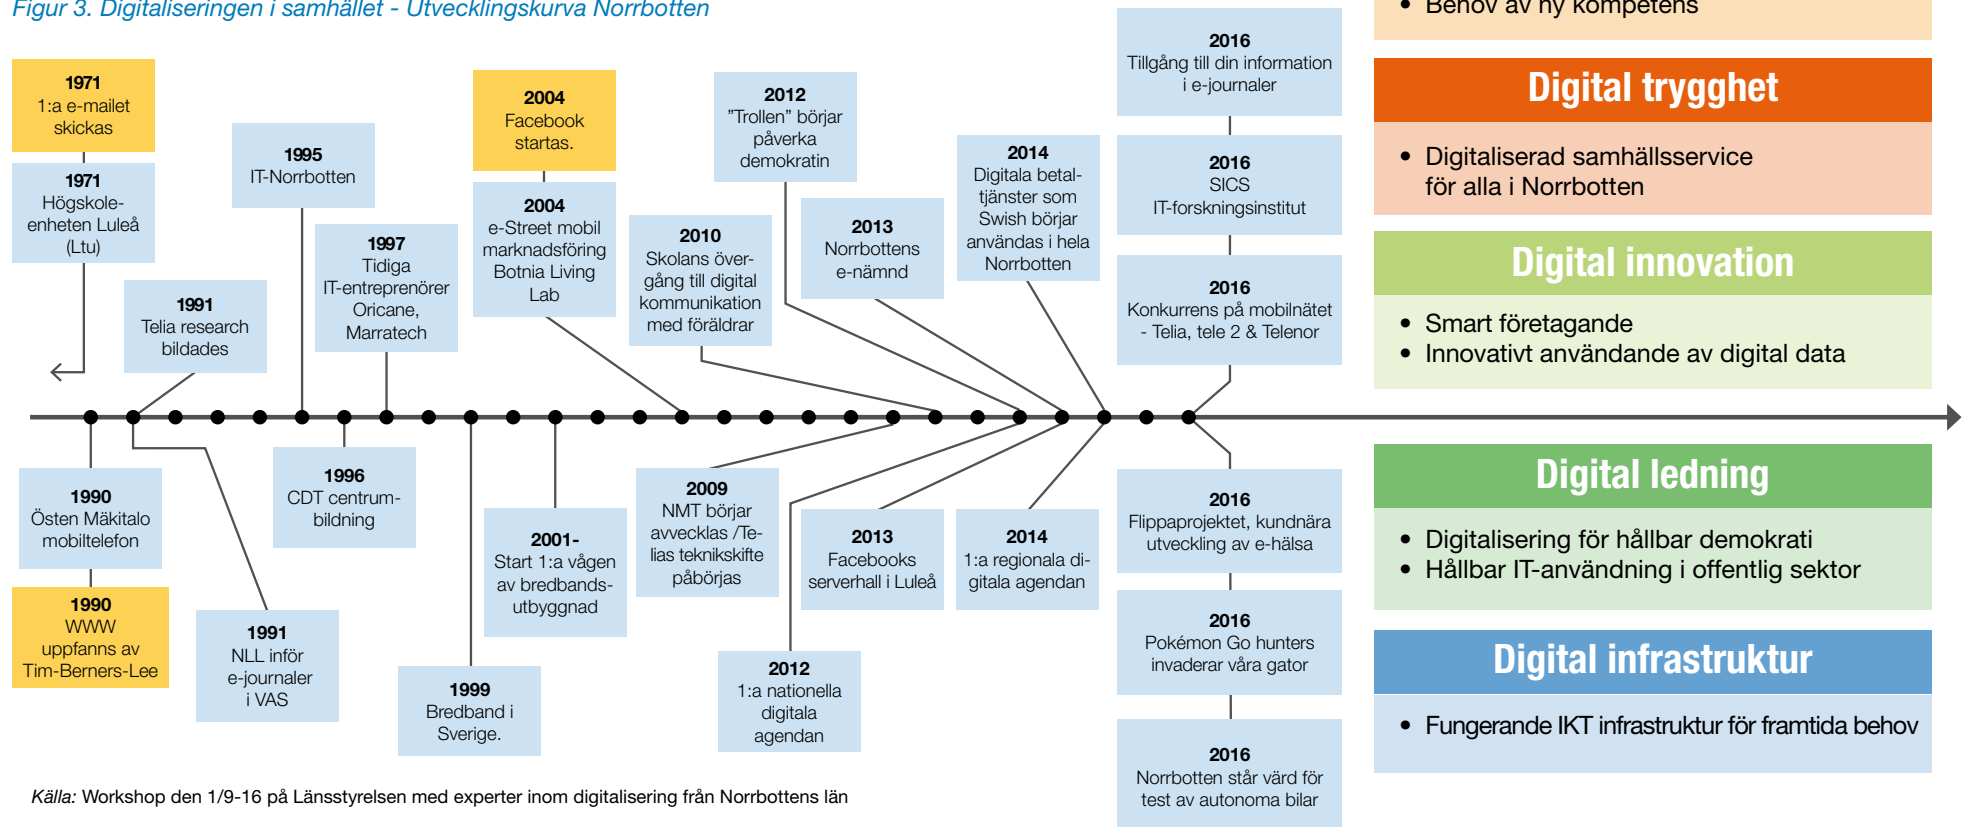 Figur 3. Digitaliseringen i samhället - Utvecklingskurva Norrbotten
1971
1:a e-mailet
skickas
1971
Högskole-
enheten Luleå
(Ltu)
1991
Telia research
bildades
1995
IT-Norrbotten
1997
Tidiga
IT-entreprenörer
Oricane,
Marratech
2004
Facebook
startas.
2004
e-Street mobil
marknadsföring
Botnia Living
Lab
2010
Skolans över-
gång till digital
kommunikation
med föräldrar
2012
”Trollen” börjar
påverka
demokratin
2013
Norrbottens
e-nämnd
2014
Digitala betal-
tjänster som
Swish börjar
användas i hela
Norrbotten
2016
Tillgång till din information
i e-journaler
2016
SICS
IT-forskningsinstitut
2016
Konkurrens på mobilnätet
- Telia, tele 2 & Telenor
1990
Östen Mäkitalo
mobiltelefon
1990
WWW
uppfanns av
Tim-Berners-Lee
1991
NLL inför
e-journaler
i VAS
1996
CDT centrum-
bildning
1999
Bredband i
Sverige.
2001-
Start 1:a vågen
av bredbands-
utbyggnad
2009
NMT börjar
avvecklas /Te-
lias teknikskifte
påbörjas
2012
1:a nationella
digitala
agendan
2013
Facebooks
serverhall i Luleå
2014
1:a regionala di-
gitala agendan
2016
Flippaprojektet, kundnära
utveckling av e-hälsa
2016
Pokémon Go hunters
invaderar våra gator
2016
Norrbotten står värd för
test av autonoma bilar
Källa: Workshop den 1/9-16 på Länsstyrelsen med experter inom digitalisering från Norrbottens län
• Behov av ny kompetens
Digital trygghet
• Digitaliserad samhällsservice
för alla i Norrbotten
Digital innovation
• Smart företagande
• Innovativt användande av digital data
Digital ledning
• Digitalisering för hållbar demokrati
• Hållbar IT-användning i offentlig sektor
Digital infrastruktur
• Fungerande IKT infrastruktur för framtida behov